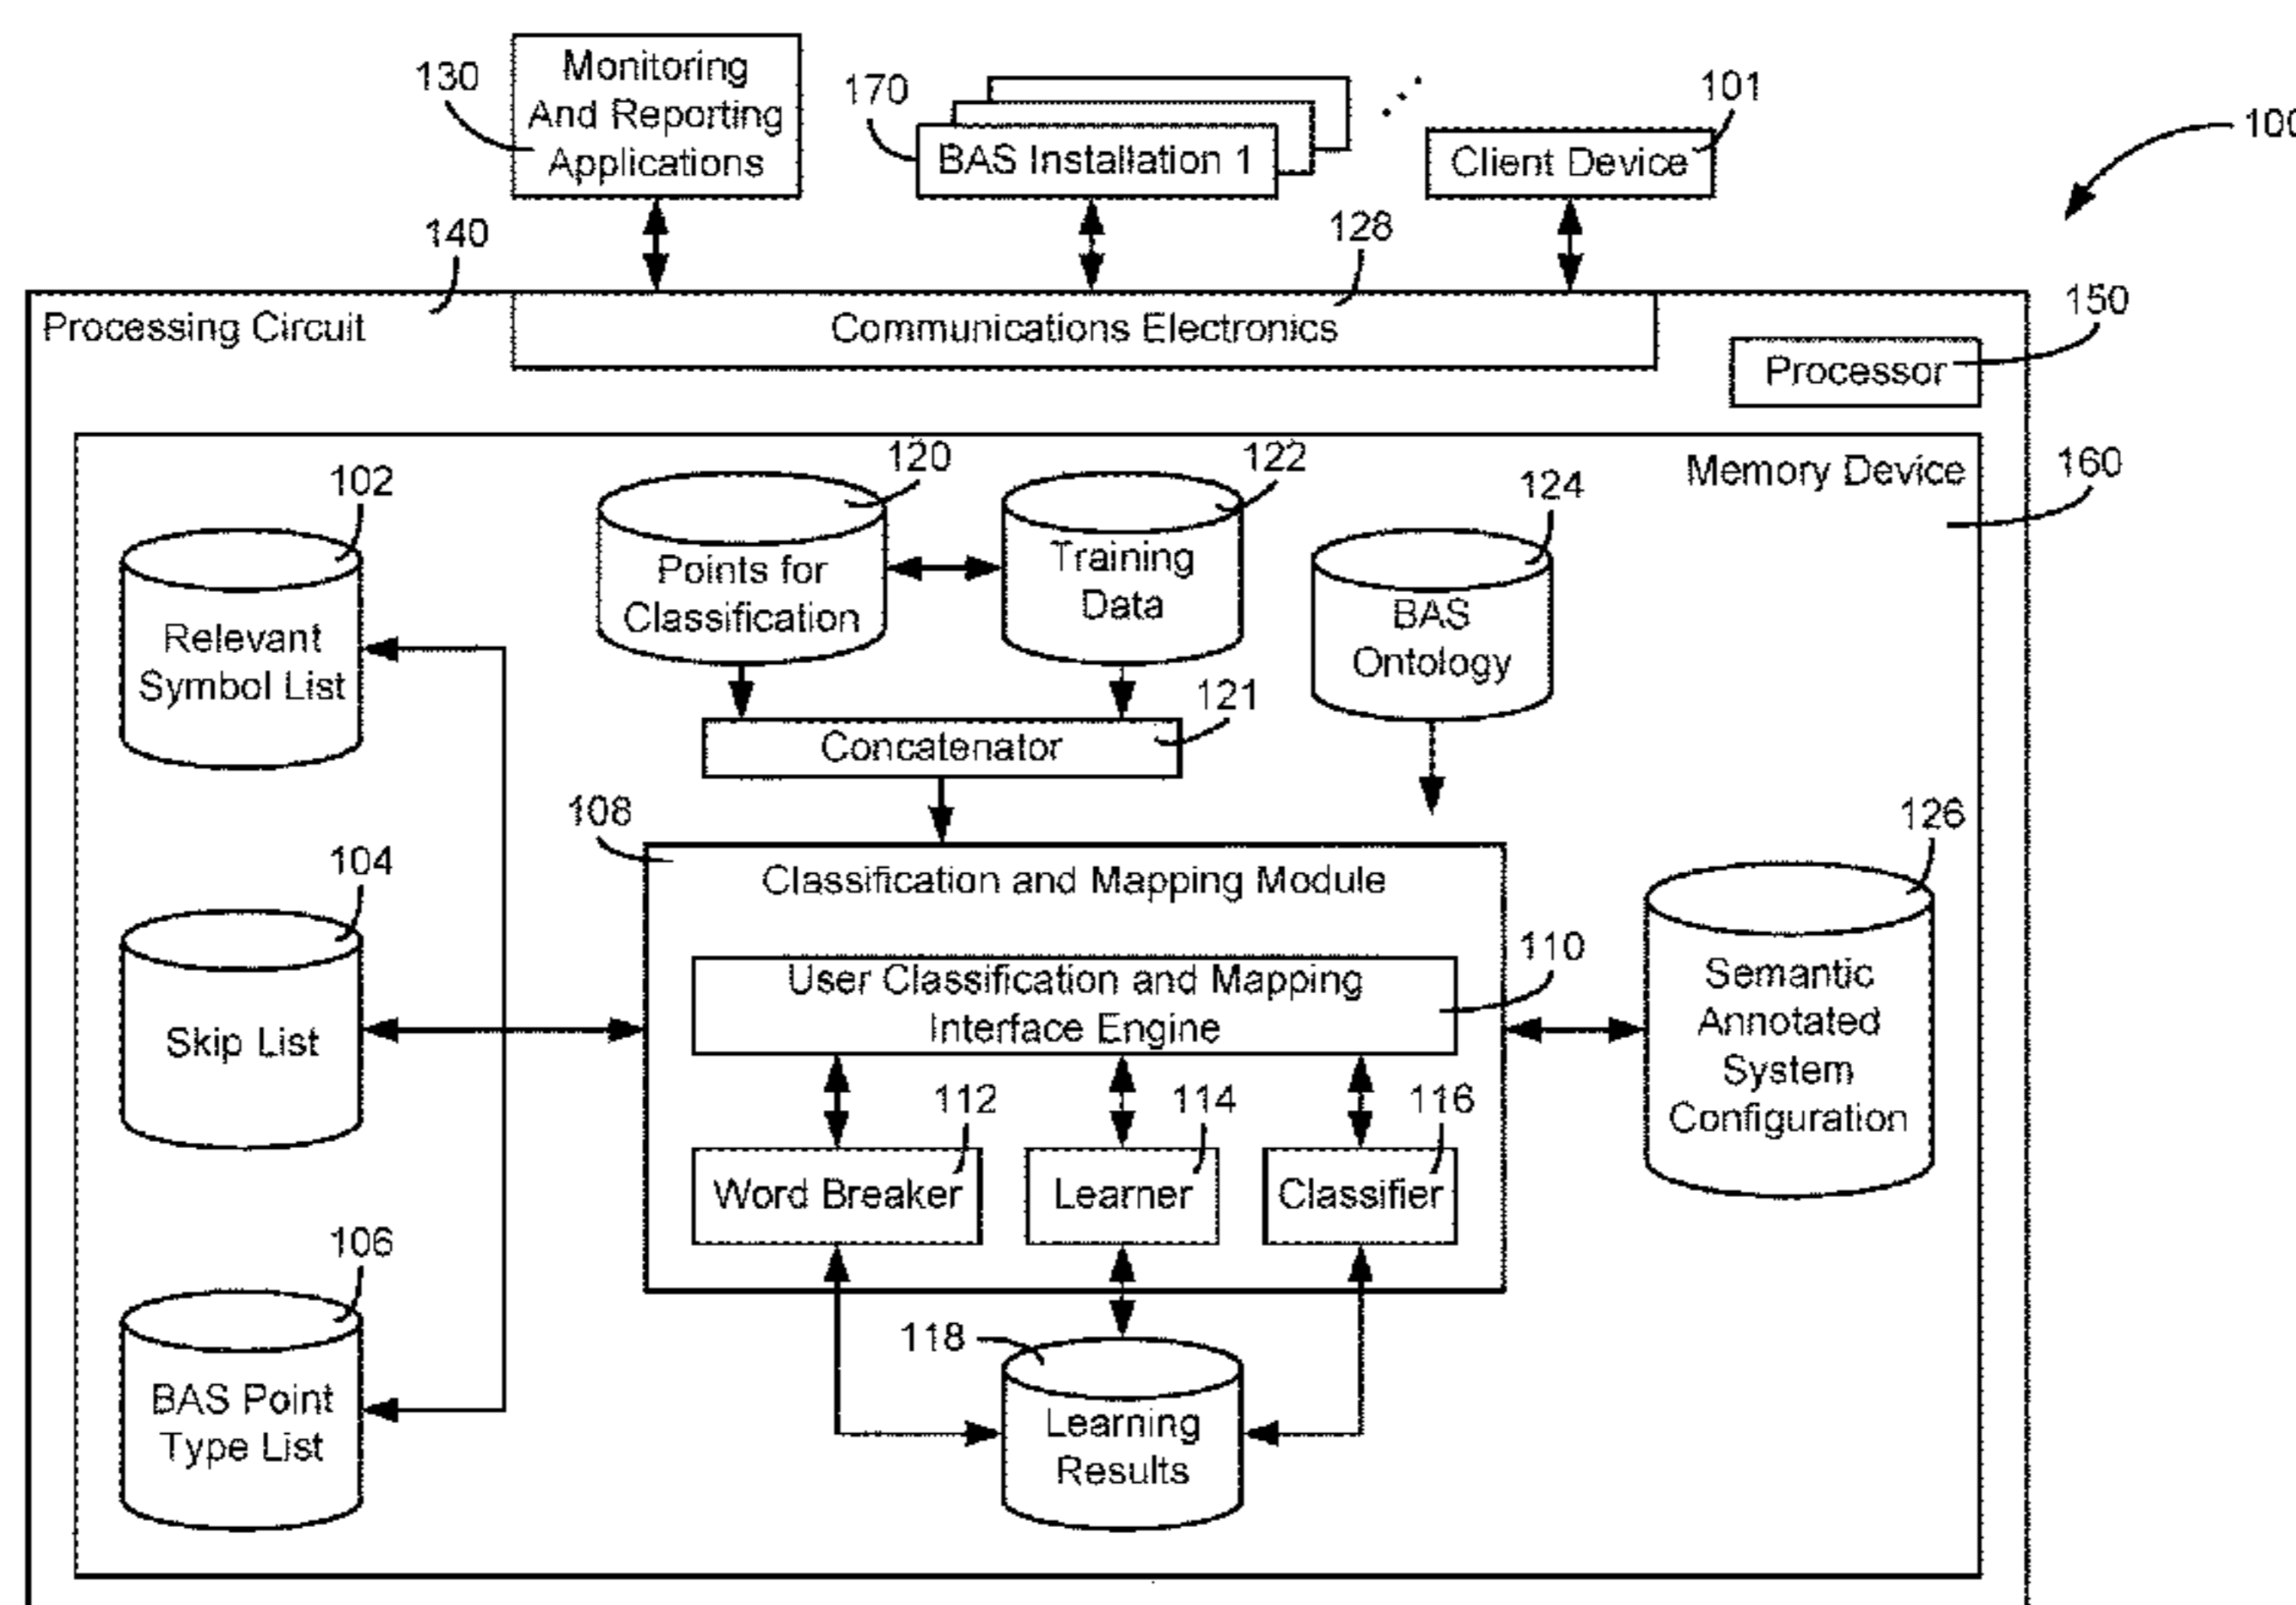 Monitoring
And Reporting
Applications
130
170
BAS Installation 1
101
Client Device
100
140
128
Processing Circuit
Communications Electronics
150
Processor
160
Memory Device
102
Relevant
Symbol List
120
Points for
Classification
122
Training
Data
124
BAS
Ontology
121
Concatenator
108
Classification and Mapping Module
126
Semantic
Annotated
System
Configuration
104
Skip List
110
User Classification and Mapping
Interface Engine
112
Word Breaker
114
Learner
116
Classifier
106
BAS Point
Type List
118
Learning
Results